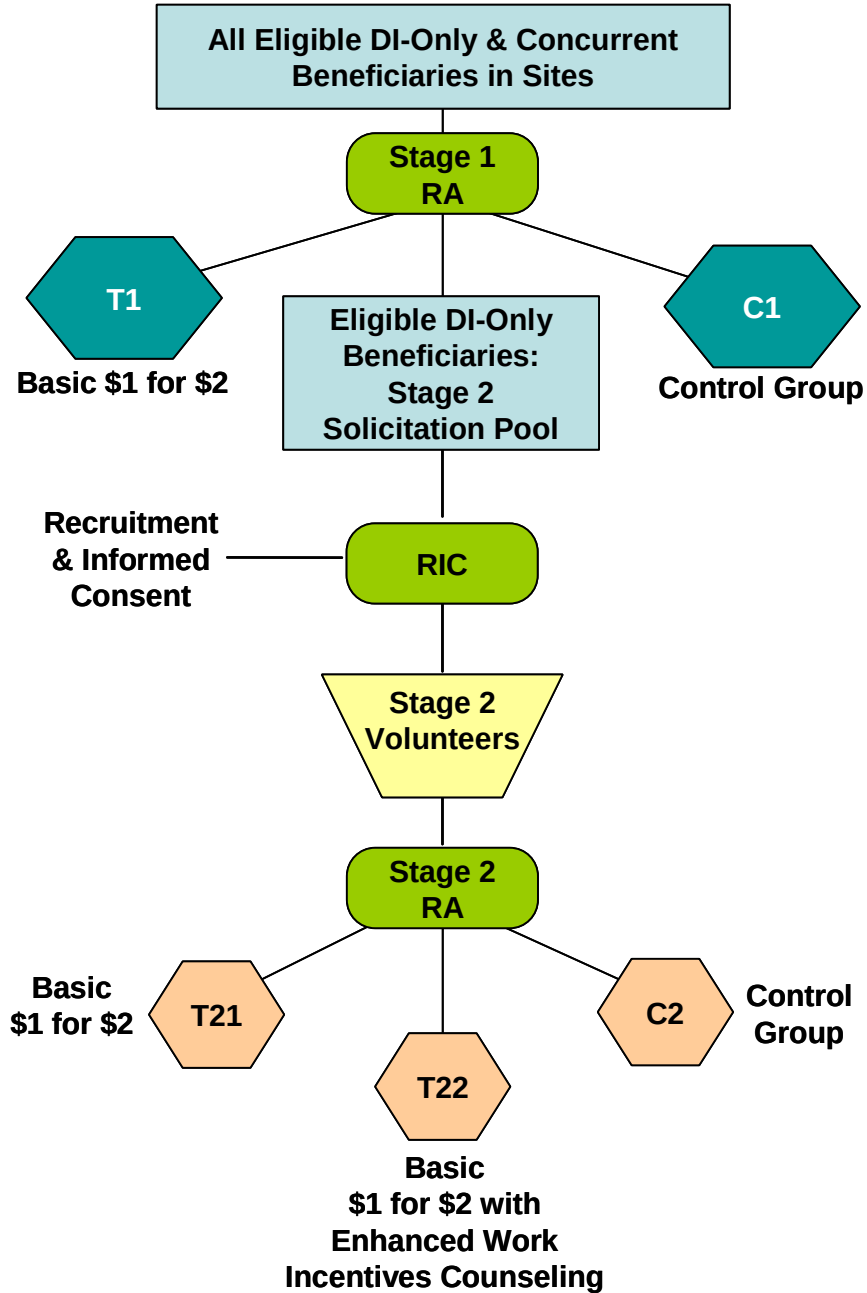 All Eligible DI-Only & Concurrent
Beneficiaries in Sites
Stage 1
RA
T1
Basic $1 for $2
Eligible DI-Only
Beneficiaries:
Stage 2
Solicitation Pool
C1
Control Group
Recruitment
& Informed
Consent
RIC
Stage 2
Volunteers
Stage 2
RA
Basic
$1 for $2
T21
T22
Basic
$1 for $2 with
Enhanced Work
Incentives Counseling
C2
Control
Group